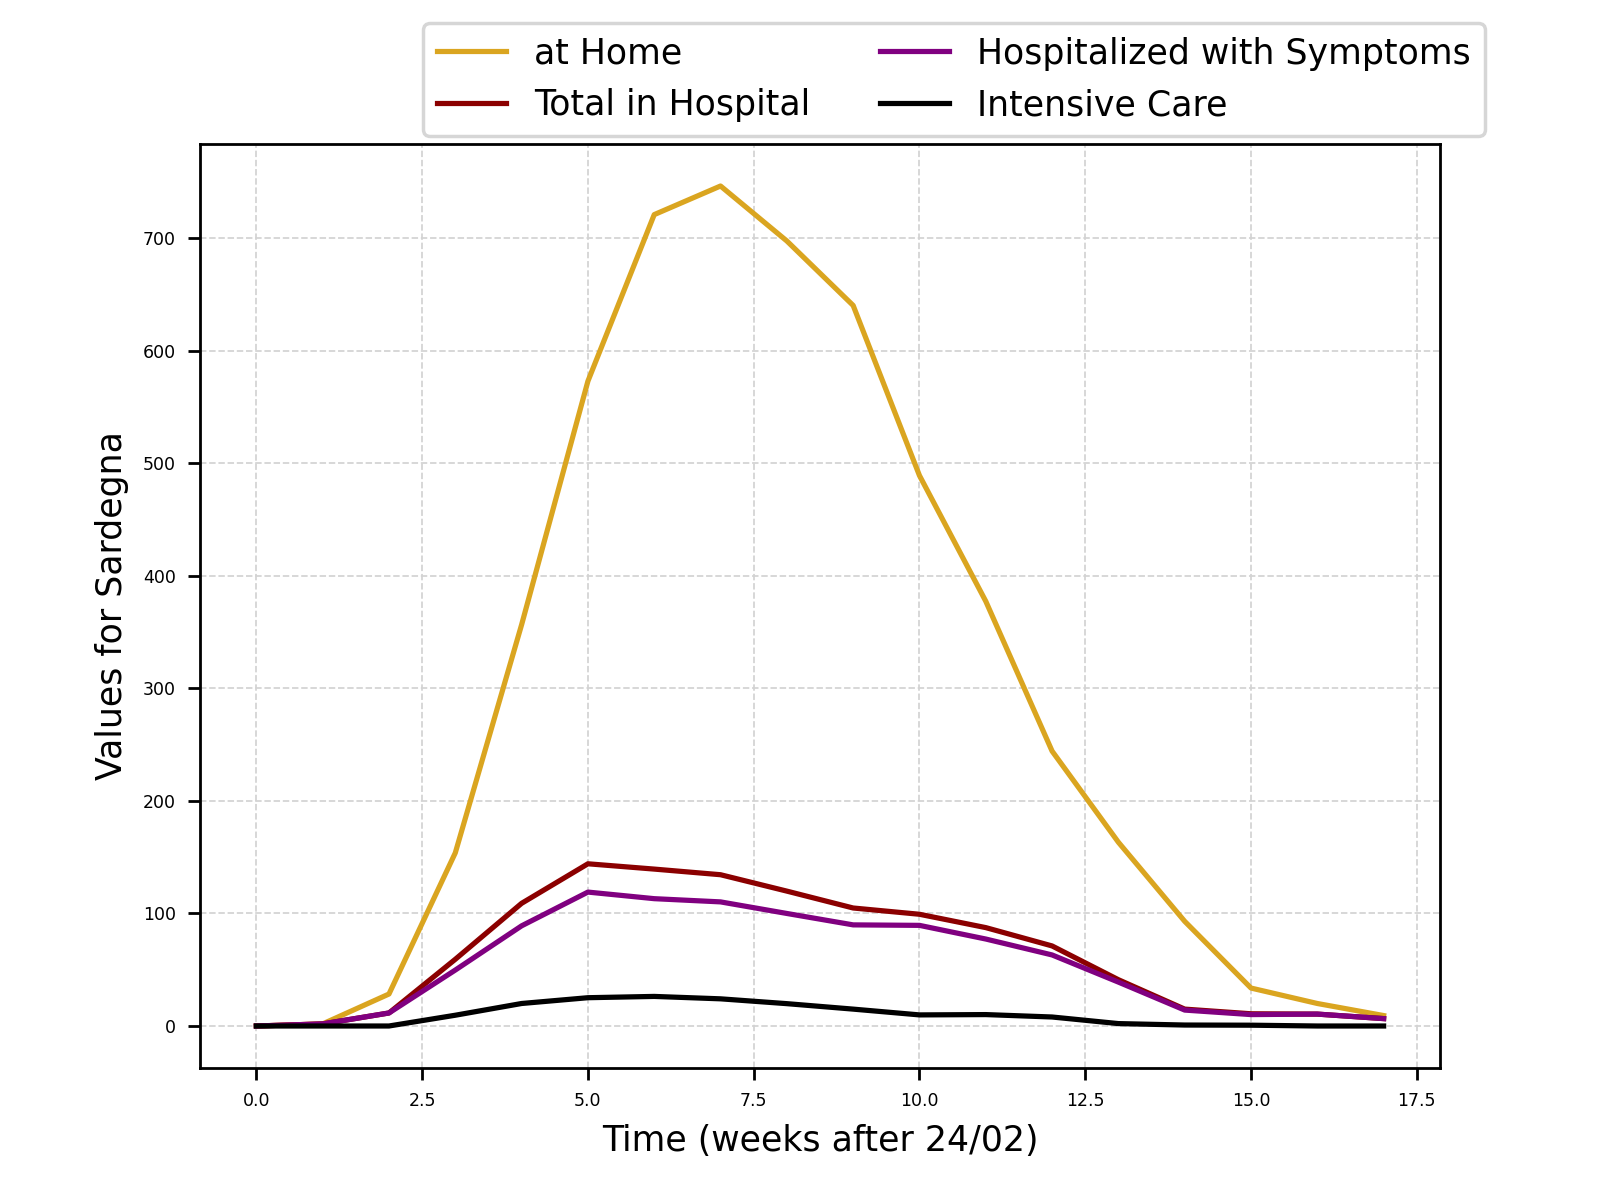 at Home
Total in Hospital
Hospitalized with Symptoms
Intensive Care
Values for Sardegna
700
600
500
400
300
200
100
0
0.0 2.5 5.0 7.5 10.0 12.5 15.0 17.5
Time (weeks after 24/02)